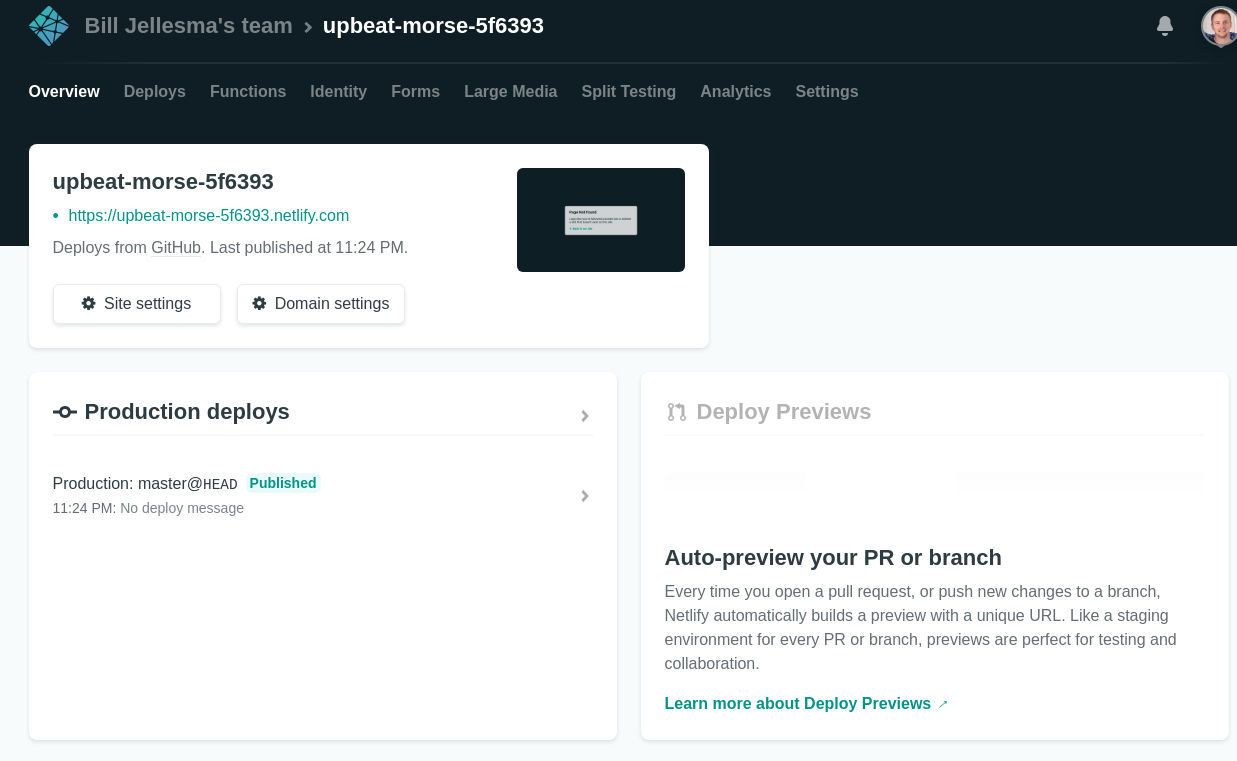 Bill Jellesma's team > upbeat-morse-5f6393
Overview Deploys Functions Identity Forms Large Media Split Testing Analytics Settings
upbeat-morse-5f6393
• https://upbeat-morse-5f6393.netlify.com
Deploys from GitHub. Last published at 11:24 PM.
Site settings
Domain settings
Page Not Found
Production deploys
Production: master@HEAD Published
11:24 PM: No deploy message
Deploy Previews
Auto-preview your PR or branch
Every time you open a pull request, or push new changes to a branch,
Netlify automatically builds a preview with a unique URL. Like a staging
environment for every PR or branch, previews are perfect for testing and
collaboration.
Learn more about Deploy Previews ↗